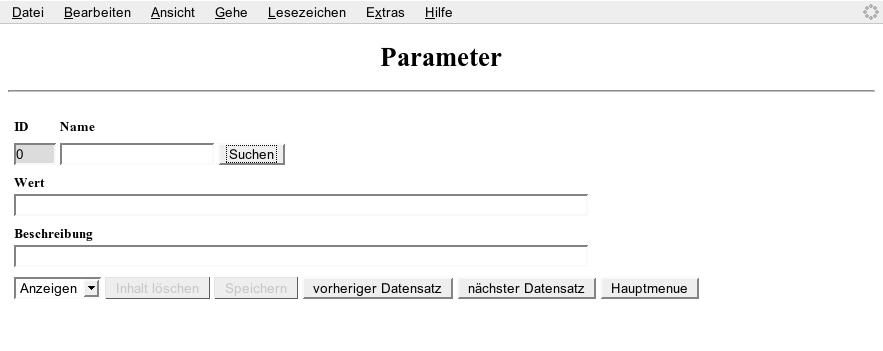 Datei Bearbeiten Ansicht Gehe Lesezeichen Extras Hilfe
Parameter
ID Name
0 Suchen
Wert
Beschreibung
Anzeigen Inhalt löschen Speichern vorheriger Datensatz nächster Datensatz Hauptmenue